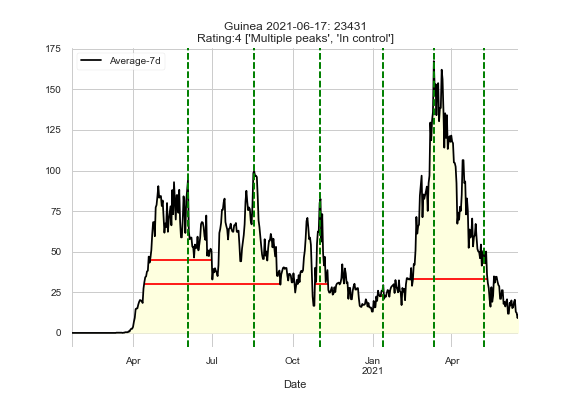 Guinea 2021-06-17: 23431
Rating:4 ['Multiple peaks', 'In control']
175
150
125
100
75
50
25
0
Average-7d
Apr
Jul
Oct
Jan
2021
Apr
Date